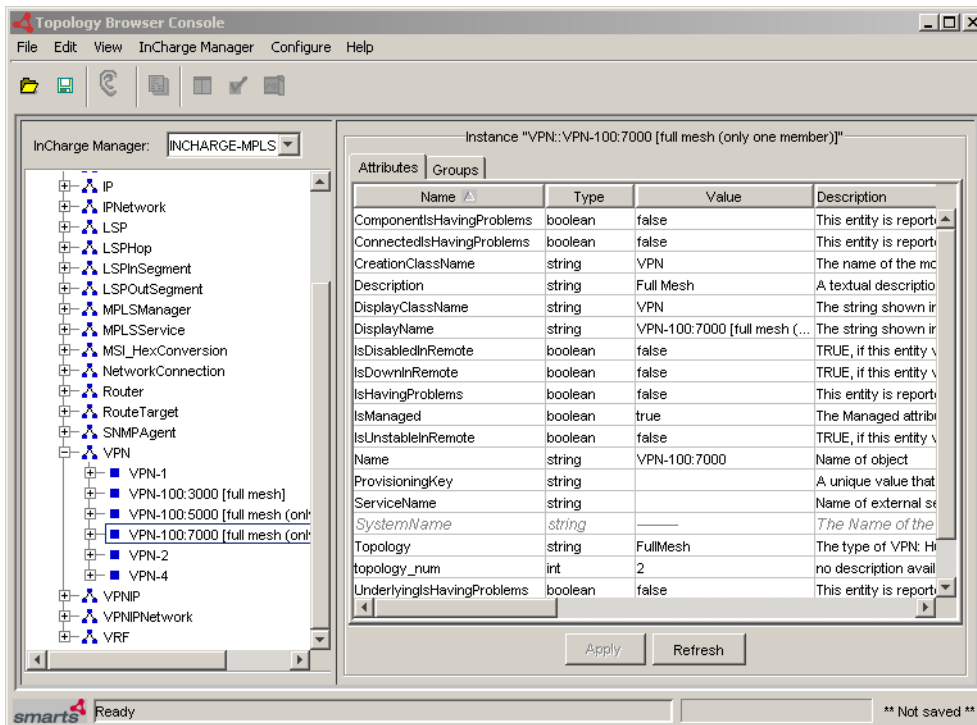 Topology Browser Console
File Edit View InCharge Manager Configure Help
InCharge Manager: INCHARGE-MPLS
IP
IPNetwork
LSP
LSPHop
LSPInSegment
LSPOutSegment
MPLSManager
MPLSService
MSI_HexConversion
NetworkConnection
Router
RouteTarget
SNMPAgent
VPN
VPN-1
VPN-100:3000 [full mesh]
VPN-100:5000 [full mesh (onl
VPN-100:7000 [full mesh (onl
VPN-2
VPN-4
VPNIP
VPNIPNetwork
VRF
Instance "VPN::VPN-100:7000 [full mesh (only one member)]"
Attributes Groups
Name Type Value Description
ComponentIsHavingProblems boolean false This entity is reporte
ConnectedIsHavingProblems boolean false This entity is reporte
CreationClassName string VPN The name of the mo
Description string Full Mesh A textual descriptio
DisplayClassName string VPN The string shown in
DisplayName string VPN-100:7000 [full mesh (... The string shown in
IsDisabledInRemote boolean false TRUE, if this entity v
IsDownInRemote boolean false TRUE, if this entity v
IsHavingProblems boolean false This entity is reporte
IsManaged boolean true The Managed attribu
IsUnstableInRemote boolean false TRUE, if this entity v
Name string VPN-100:7000 Name of object
ProvisioningKey string A unique value that
ServiceName string Name of external se
SystemName string ——— The Name of the
Topology string FullMesh The type of VPN: H
topology_num int 2 no description avail
UnderlyingIsHavingProblems boolean false This entity is reporte
Apply Refresh
smarts Ready ** Not saved **